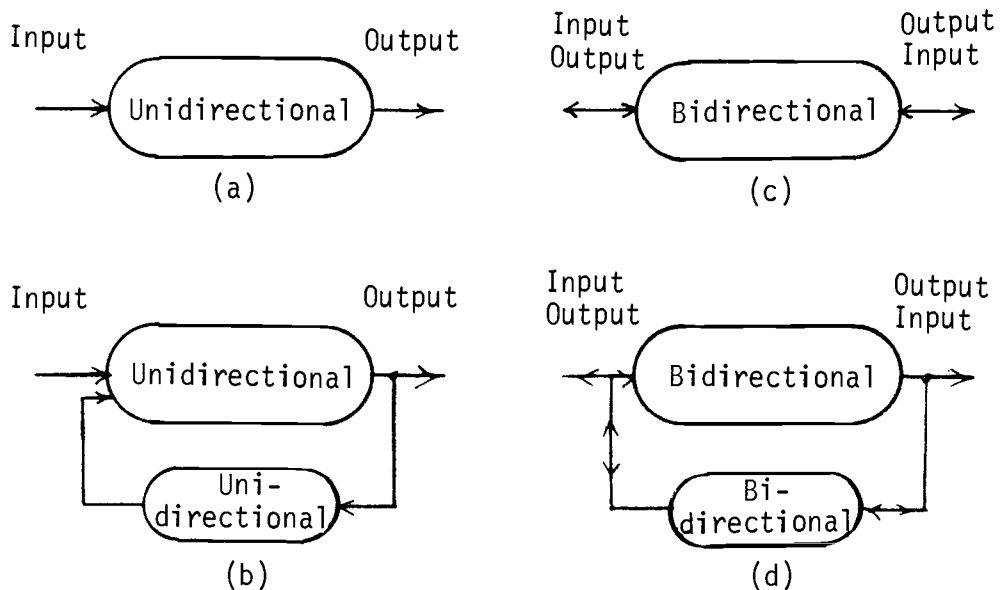 Input
Output
Unidirectional
(a)
Input
Output
Output
Input
Bidirectional
(c)
Input
Output
Unidirectional
Uni-
directional
(b)
Input
Output
Output
Input
Bidirectional
Bi-
directional
(d)